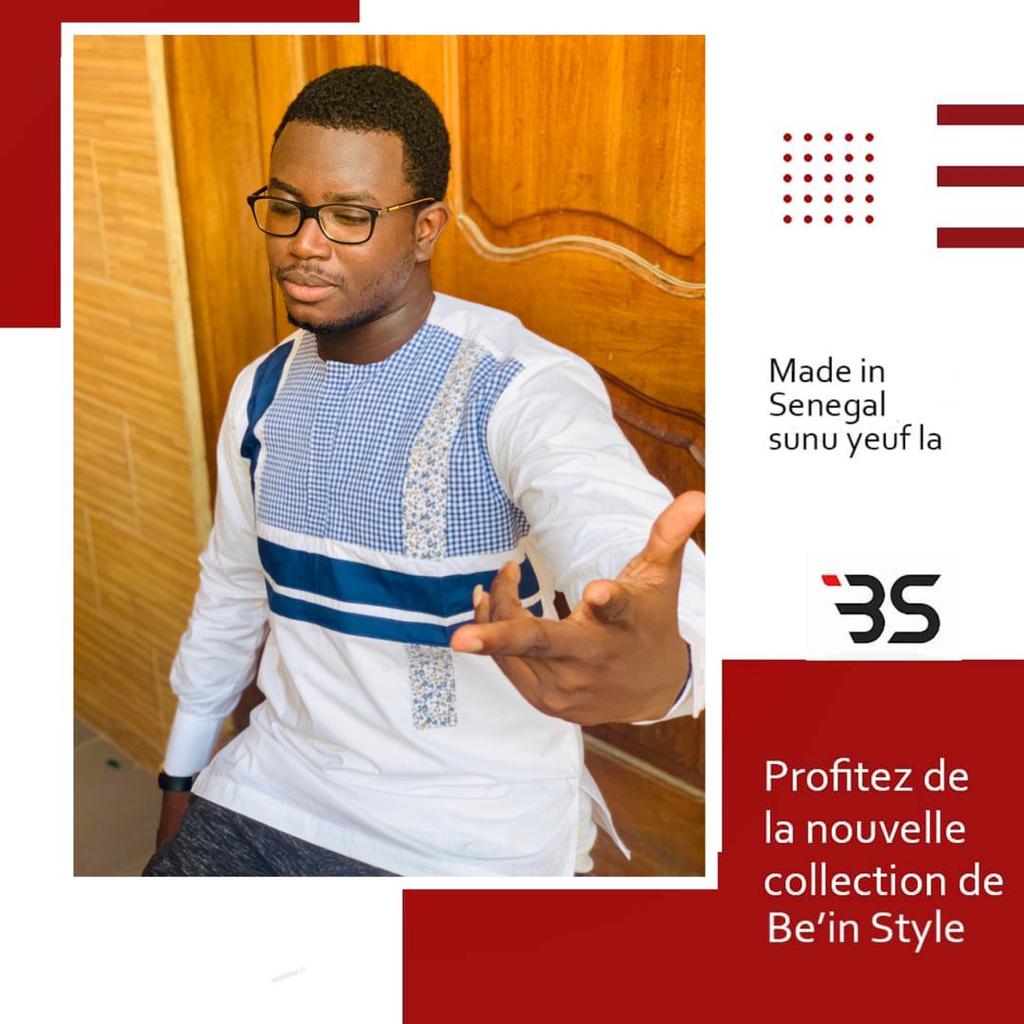 Made in
Senegal
sunu yeuf la
BS
Profitez de
la nouvelle
collection de
Be'in Style